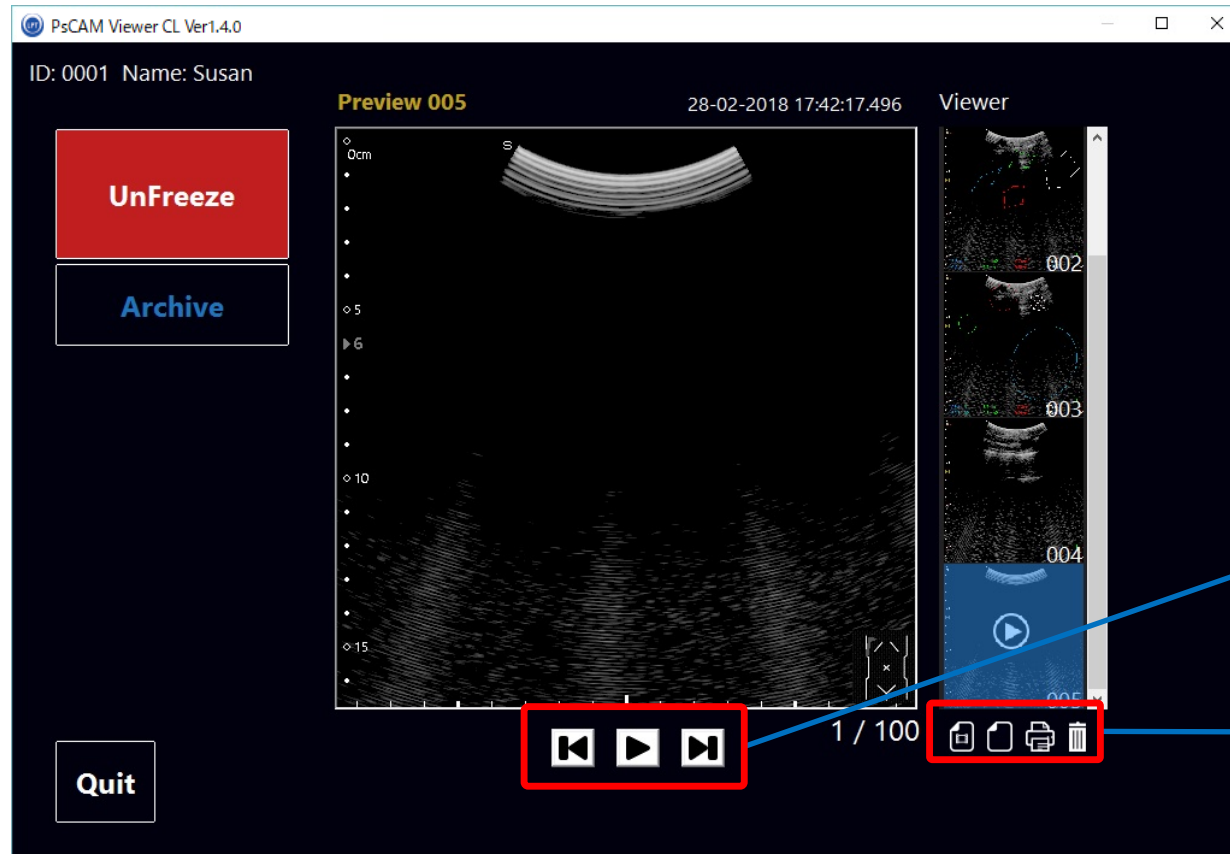 PsCAM Viewer CL Ver1.4.0
ID: 0001 Name: Susan
Preview 005
28-02-2018 17:42:17.496
Viewer
UnFreeze
Archive
S
0cm
5
6
10
15
002
003
004
005
1 / 100
Quit